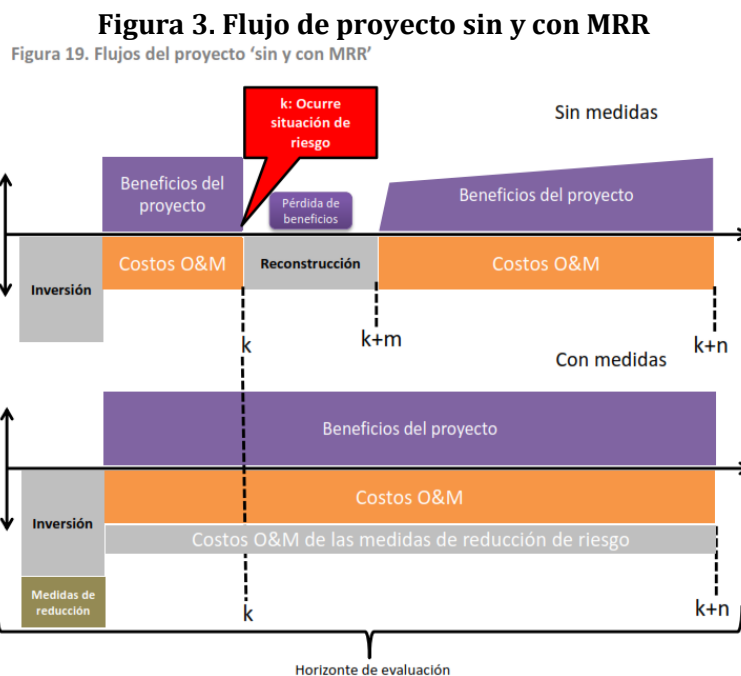 Figura 3. Flujo de proyecto sin y con MRR
Figura 19. Flujos del proyecto ‘sin y con MRR’
k: Ocurre
situación de
riesgo
Sin medidas
Beneficios del
proyecto
Pérdida de
beneficios
Beneficios del proyecto
Inversión
Costos O&M
Reconstrucción
Costos O&M
k
k+m
k+n
Con medidas
Beneficios del proyecto
Inversión
Costos O&M
Costos O&M de las medidas de reducción de riesgo
Medidas de
reducción
k
k+n
Horizonte de evaluación